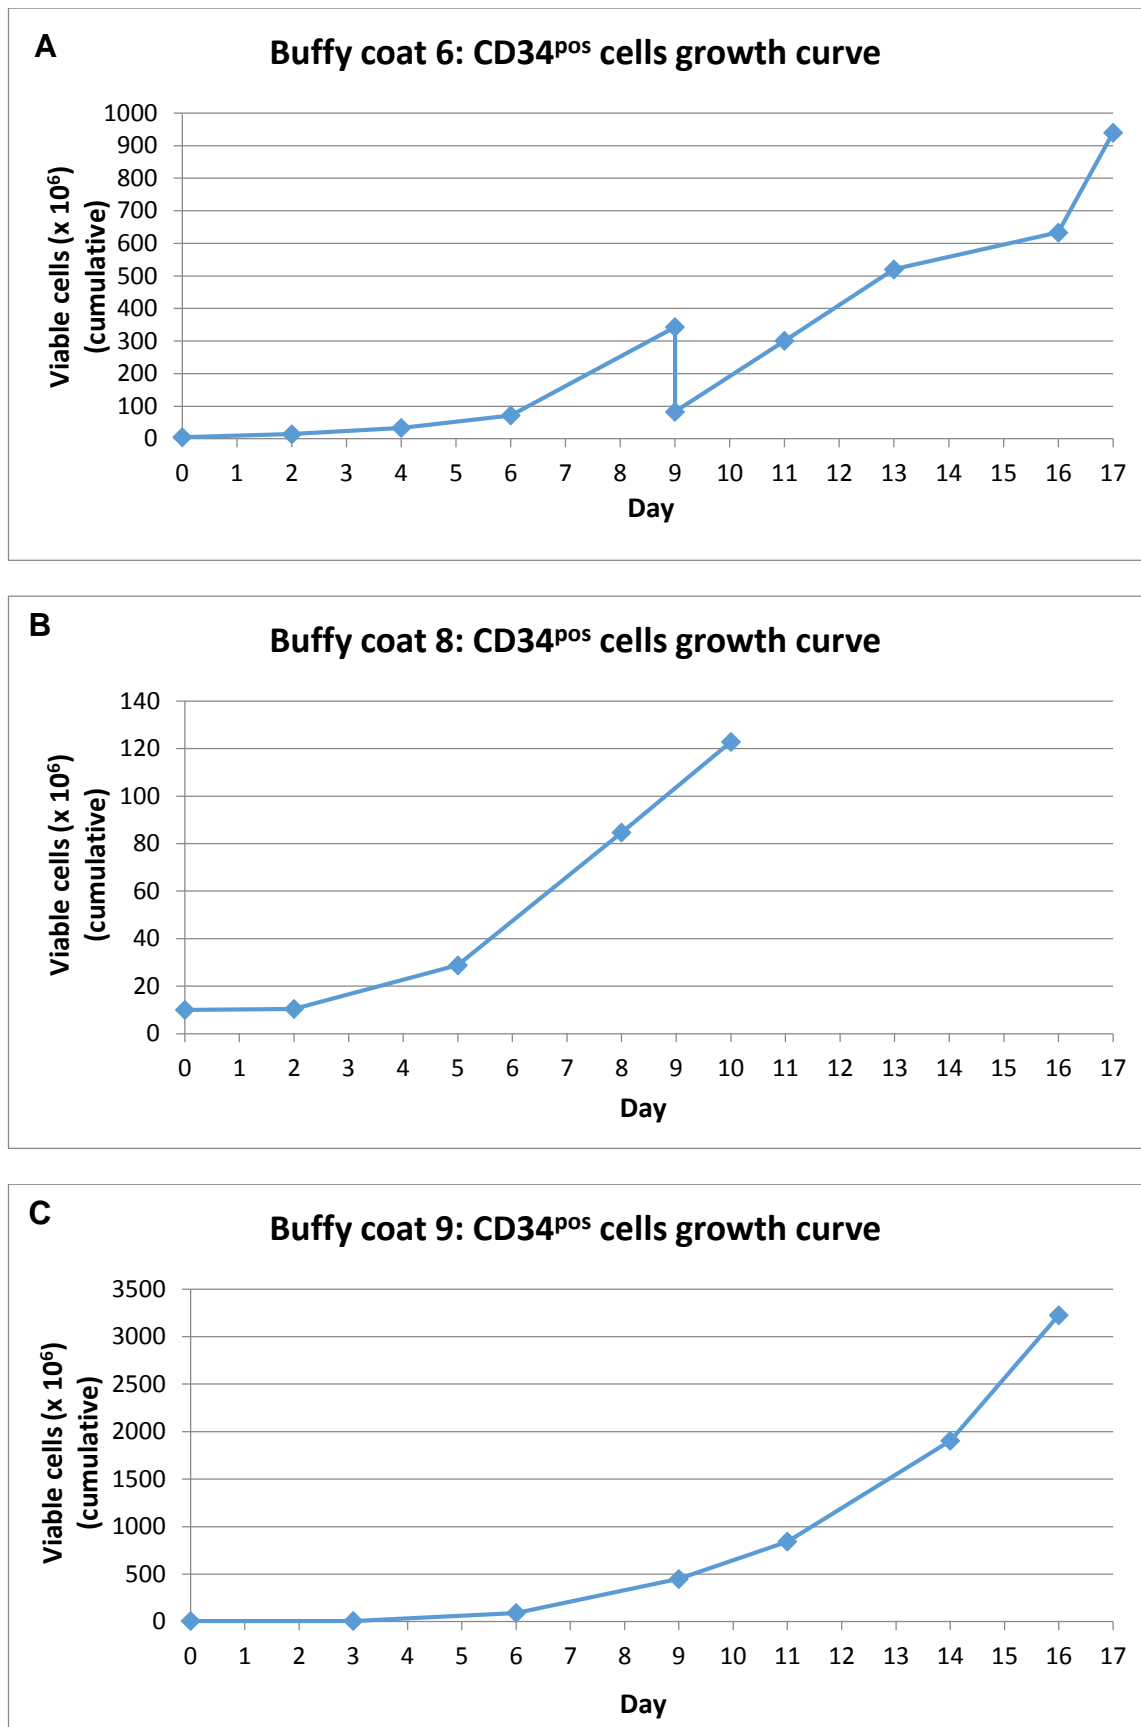 A
Buffy coat 6: CD34ᵖᵒˢ cells growth curve
Viable cells (x 10⁶)
(cumulative)
1000
900
800
700
600
500
400
300
200
100
0
0 1 2 3 4 5 6 7 8 9 10 11 12 13 14 15 16 17
Day
B
Buffy coat 8: CD34ᵖᵒˢ cells growth curve
Viable cells (x 10⁶)
(cumulative)
140
120
100
80
60
40
20
0
0 1 2 3 4 5 6 7 8 9 10 11 12 13 14 15 16 17
Day
C
Buffy coat 9: CD34ᵖᵒˢ cells growth curve
Viable cells (x 10⁶)
(cumulative)
3500
3000
2500
2000
1500
1000
500
0
0 1 2 3 4 5 6 7 8 9 10 11 12 13 14 15 16 17
Day